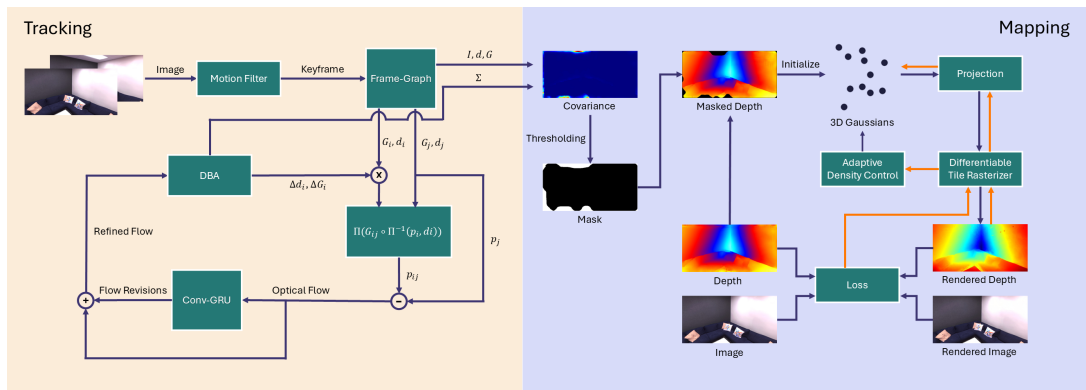 Tracking
Mapping
Image
Motion Filter
Keyframe
Frame-Graph
I, d, G
Σ
G_i, d_i
G_j, d_j
DBA
Δd_i, ΔG_i
x
Π(G_ij ∘ Π⁻¹(p_i, di))
p_j
p_ij
Refined Flow
Flow Revisions
Conv-GRU
Optical Flow
+
−
Covariance
Thresholding
Mask
Masked Depth
Initialize
3D Gaussians
Projection
Adaptive
Density Control
Differentiable
Tile Rasterizer
Depth
Loss
Rendered Depth
Image
Rendered Image